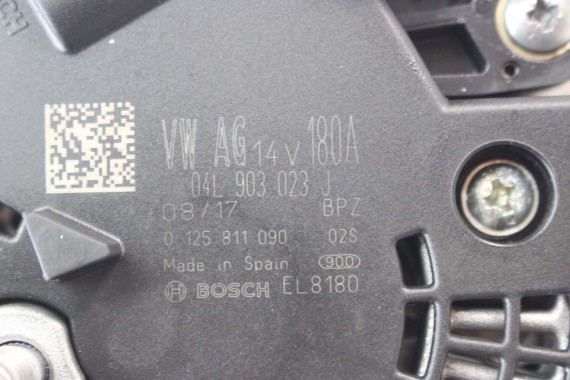 VW AG 14V 180A
04L 903 023 J
08/17 BPZ
0 125 811 090 02S
Made in Spain 900
BOSCH EL8180